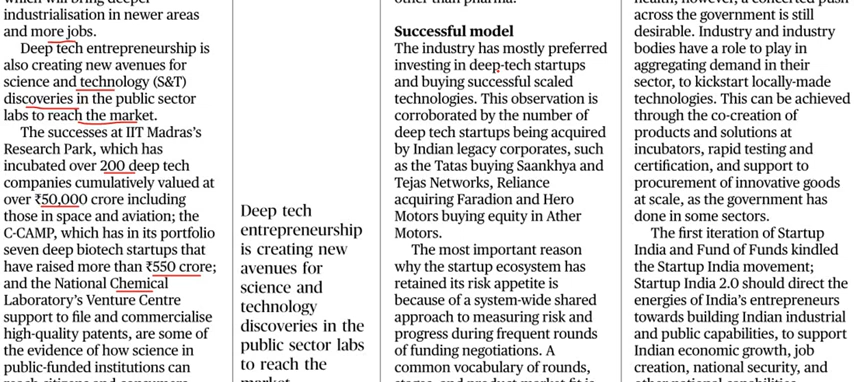 which will bring deeper
industrialisation in newer areas
and more jobs.
Deep tech entrepreneurship is
also creating new avenues for
science and technology (S&T)
discoveries in the public sector
labs to reach the market.
The successes at IIT Madras's
Research Park, which has
incubated over 200 deep tech
companies cumulatively valued at
over ₹50,000 crore including
those in space and aviation; the
C-CAMP, which has in its portfolio
seven deep biotech startups that
have raised more than ₹550 crore;
and the National Chemical
Laboratory's Venture Centre
support to file and commercialise
high-quality patents, are some of
the evidence of how science in
public-funded institutions can
Deep tech
entrepreneurship
is creating new
avenues for
science and
technology
discoveries in the
public sector labs
to reach the
market
other than pharma.
Successful model
The industry has mostly preferred
investing in deep-tech startups
and buying successful scaled
technologies. This observation is
corroborated by the number of
deep tech startups being acquired
by Indian legacy corporates, such
as the Tatas buying Saankhya and
Tejas Networks, Reliance
acquiring Faradion and Hero
Motors buying equity in Ather
Motors.
The most important reason
why the startup ecosystem has
retained its risk appetite is
because of a system-wide shared
approach to measuring risk and
progress during frequent rounds
of funding negotiations. A
common vocabulary of rounds,
health, however, a concerted push
across the government is still
desirable. Industry and industry
bodies have a role to play in
aggregating demand in their
sector, to kickstart locally-made
technologies. This can be achieved
through the co-creation of
products and solutions at
incubators, rapid testing and
certification, and support to
procurement of innovative goods
at scale, as the government has
done in some sectors.
The first iteration of Startup
India and Fund of Funds kindled
the Startup India movement;
Startup India 2.0 should direct the
energies of India's entrepreneurs
towards building Indian industrial
and public capabilities, to support
Indian economic growth, job
creation, national security, and